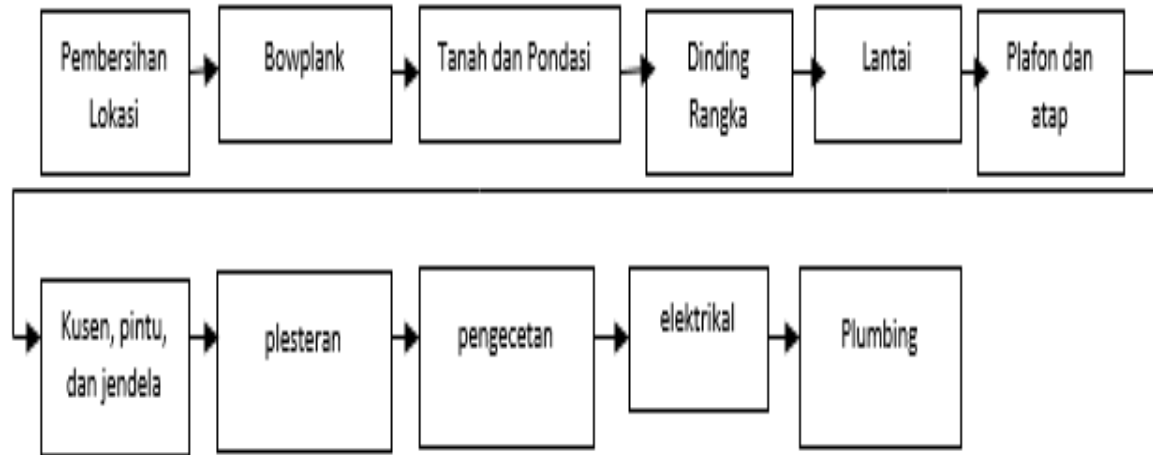 Pembersihan
Lokasi
Bowplank
Tanah dan Pondasi
Dinding
Rangka
Lantai
Plafon dan
atap
Kusen, pintu,
dan jendela
plesteran
pengecetan
elektrikal
Plumbing